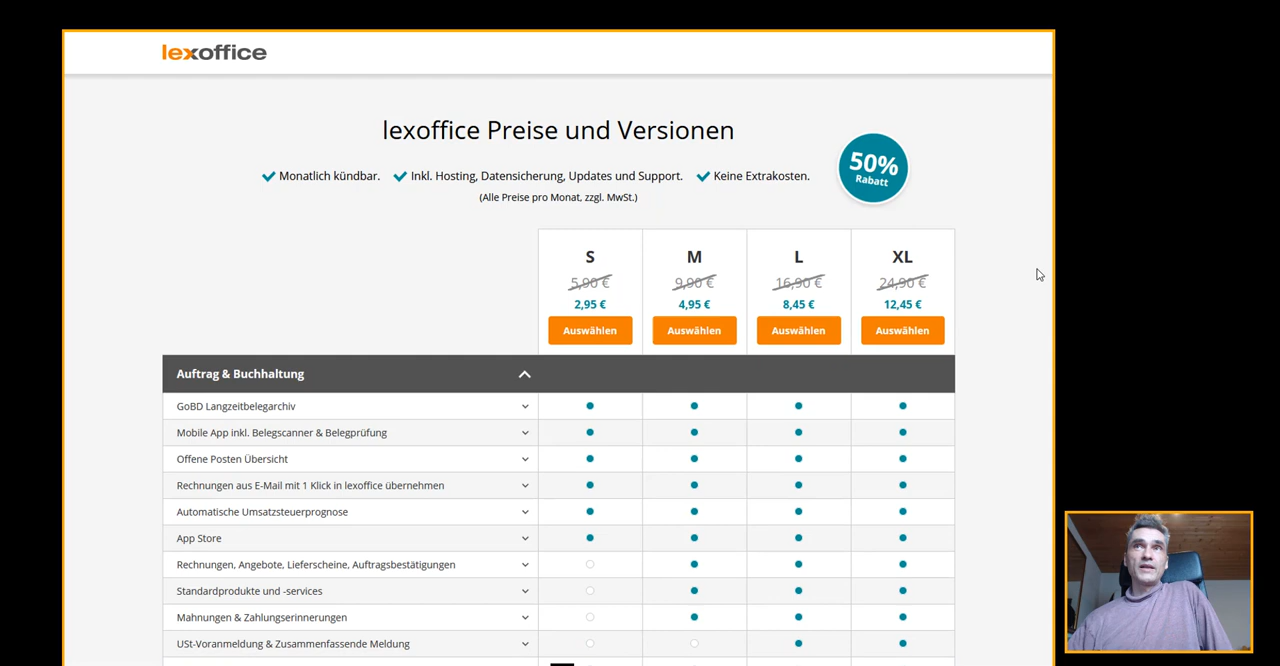 lexoffice
lexoffice Preise und Versionen
50%
Rabatt
Monatlich kündbar. Inkl. Hosting, Datensicherung, Updates und Support. Keine Extrakosten.
(Alle Preise pro Monat, zzgl. MwSt.)
S M L XL
5,90 € 9,90 € 16,90 € 24,90 €
2,95 € 4,95 € 8,45 € 12,45 €
Auswählen Auswählen Auswählen Auswählen
Auftrag & Buchhaltung
GoBD Langzeitbelegarchiv
Mobile App inkl. Belegscanner & Belegprüfung
Offene Posten Übersicht
Rechnungen aus E-Mail mit 1 Klick in lexoffice übernehmen
Automatische Umsatzsteuerprognose
App Store
Rechnungen, Angebote, Lieferscheine, Auftragsbestätigungen
Standardprodukte und -services
Mahnungen & Zahlungserinnerungen
USt-Voranmeldung & Zusammenfassende Meldung